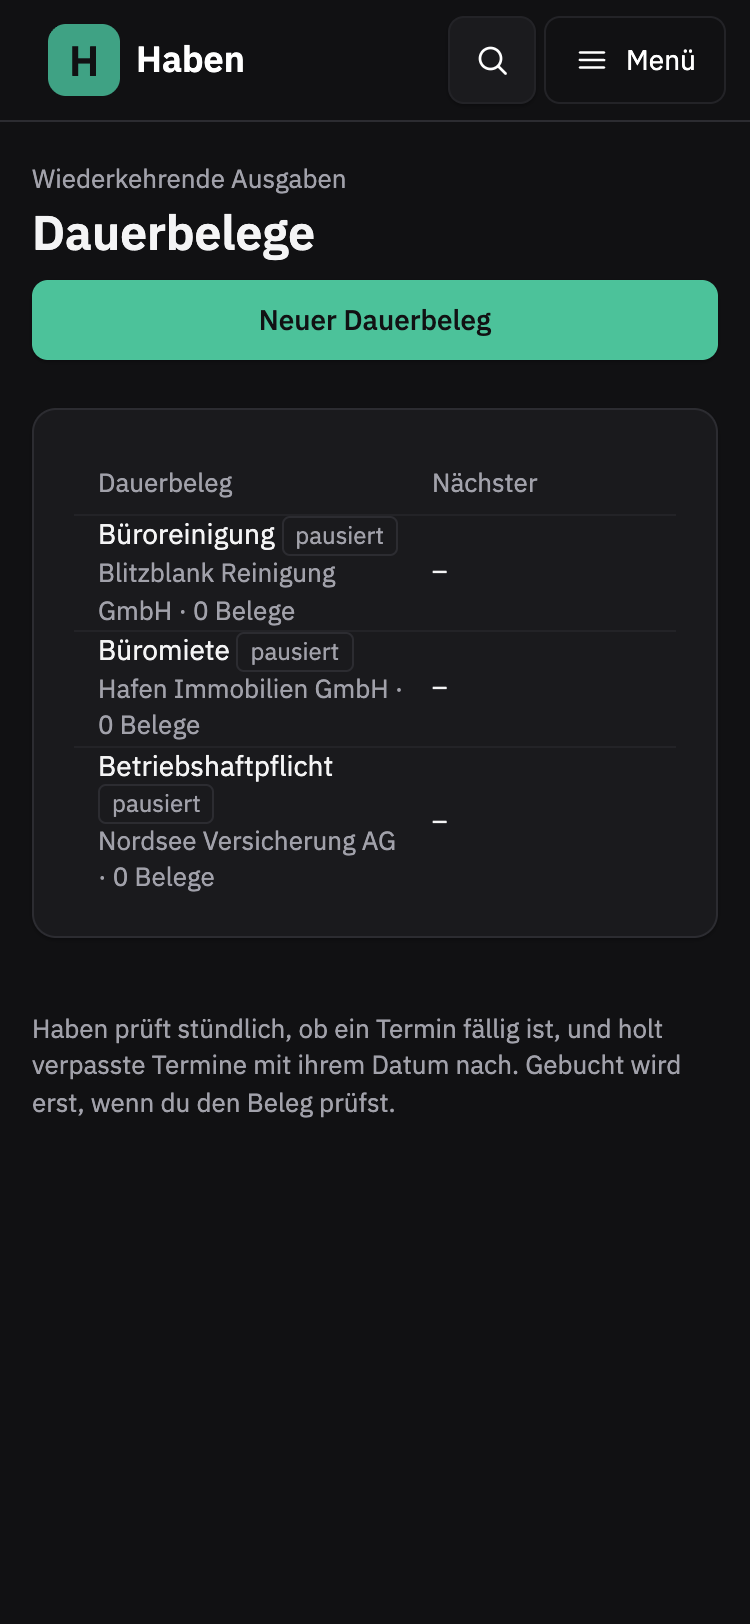 H Haben
Menü
Wiederkehrende Ausgaben
Dauerbelege
Neuer Dauerbeleg
Dauerbeleg Nächster
Büroreinigung pausiert
Blitzblank Reinigung
GmbH · 0 Belege
–
Büromiete pausiert
Hafen Immobilien GmbH ·
0 Belege
–
Betriebshaftpflicht
pausiert
Nordsee Versicherung AG
· 0 Belege
–
Haben prüft stündlich, ob ein Termin fällig ist, und holt
verpasste Termine mit ihrem Datum nach. Gebucht wird
erst, wenn du den Beleg prüfst.